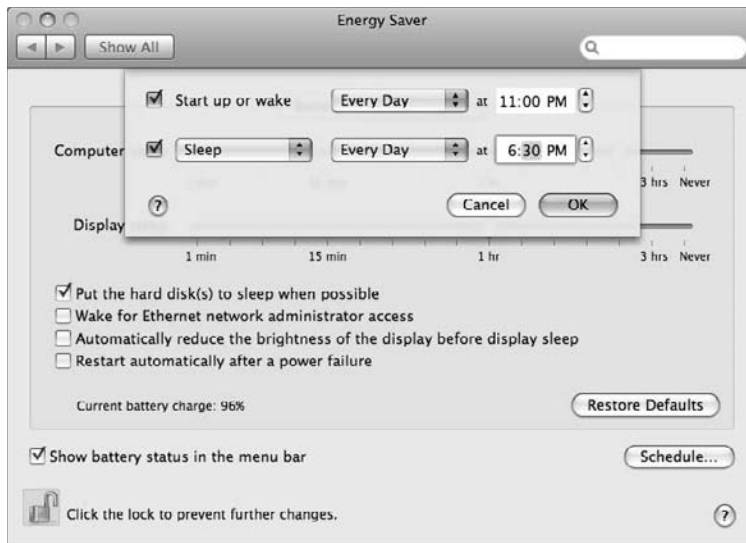 Energy Saver
Show All
Start up or wake Every Day at 11:00 PM
Computer Sleep Every Day at 6:30 PM
3 hrs Never
Cancel OK
Display
1 min 15 min 1 hr 3 hrs Never
Put the hard disk(s) to sleep when possible
Wake for Ethernet network administrator access
Automatically reduce the brightness of the display before display sleep
Restart automatically after a power failure
Current battery charge: 96% Restore Defaults
Show battery status in the menu bar Schedule...
Click the lock to prevent further changes. ?